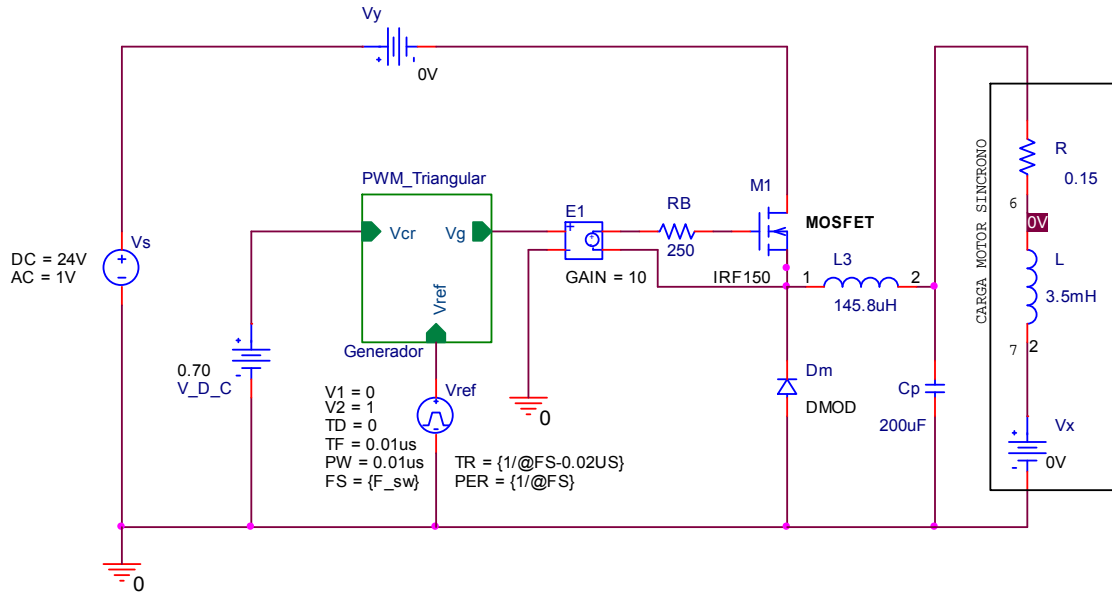 Vy
0V
Vs
DC = 24V
AC = 1V
PWM_Triangular
Vcr
Vg
Vref
Generador
E1
GAIN = 10
RB
250
M1
MOSFET
IRF150
L3
1
2
145.8uH
0.70
V_D_C
Vref
V1 = 0
V2 = 1
TD = 0
TF = 0.01us
PW = 0.01us
FS = {F_sw}
TR = {1/@FS-0.02US}
PER = {1/@FS}
0
Dm
DMOD
Cp
200uF
CARGA MOTOR SINCRONO
R
0.15
6
0V
L
3.5mH
7
2
Vx
0V
0